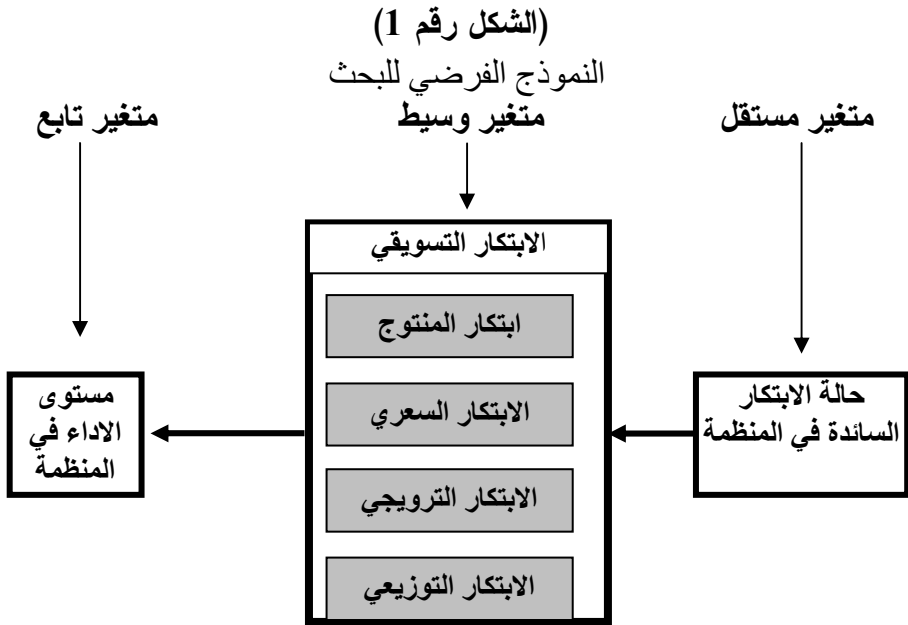 (الشكل رقم 1)
النموذج الفرضي للبحث
متغير مستقل
متغير وسيط
متغير تابع
حالة الابتكار
السائدة في المنظمة
الابتكار التسويقي
ابتكار المنتوج
الابتكار السعري
الابتكار الترويجي
الابتكار التوزيعي
مستوى
الاداء في
المنظمة